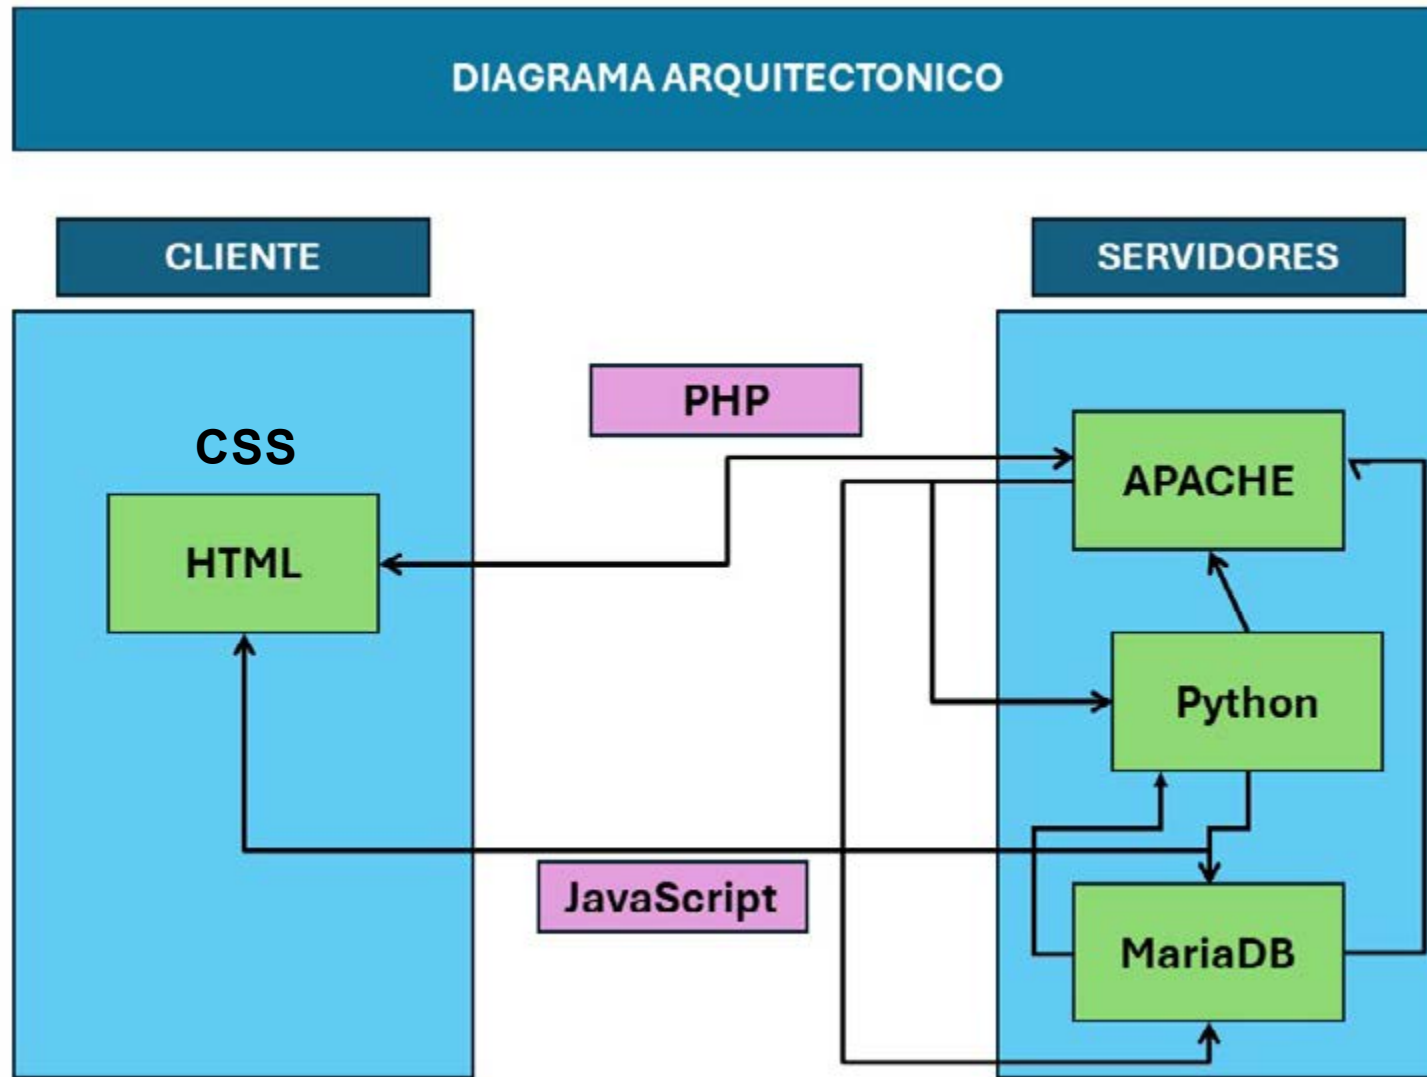 DIAGRAMA ARQUITECTONICO
CLIENTE
SERVIDORES
PHP
CSS
APACHE
HTML
Python
JavaScript
MariaDB